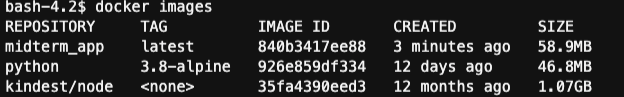 bash-4.2$ docker images
REPOSITORY TAG IMAGE ID CREATED SIZE
midterm_app latest 840b3417ee88 3 minutes ago 58.9MB
python 3.8-alpine 926e859df334 12 days ago 46.8MB
kindest/node <none> 35fa4390eed3 12 months ago 1.07GB